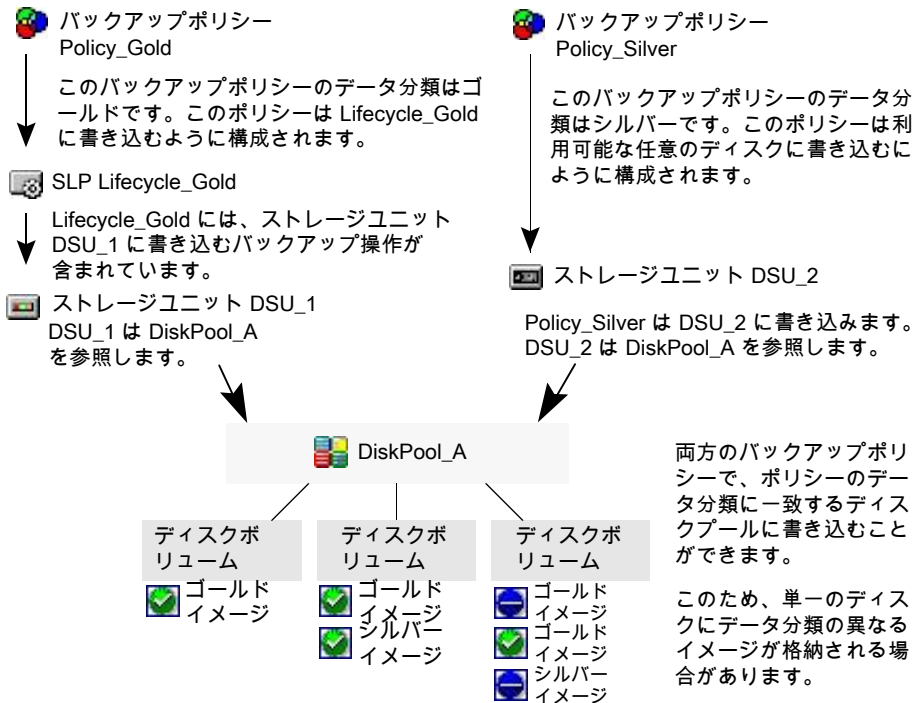 バックアップポリシー
Policy_Gold
このバックアップポリシーのデータ分類はゴ
ールドです。このポリシーは Lifecycle_Gold
に書き込むように構成されます。
SLP Lifecycle_Gold
Lifecycle_Gold には、ストレージユニット
DSU_1 に書き込むバックアップ操作が
含まれています。
ストレージユニット DSU_1
DSU_1 は DiskPool_A
を参照します。
バックアップポリシー
Policy_Silver
このバックアップポリシーのデータ分
類はシルバーです。このポリシーは利
用可能な任意のディスクに書き込むに
ように構成されます。
ストレージユニット DSU_2
Policy_Silver は DSU_2 に書き込みます。
DSU_2 は DiskPool_A を参照します。
DiskPool_A
ディスクボ
リューム
ゴールド
イメージ
ディスクボ
リューム
ゴールド
イメージ
シルバー
イメージ
ディスクボ
リューム
ゴールド
イメージ
ゴールド
イメージ
シルバー
イメージ
両方のバックアップポリ
シーで、ポリシーのデー
タ分類に一致するディス
クプールに書き込むこと
ができます。
このため、単一のディス
クにデータ分類の異なる
イメージが格納される場
合があります。